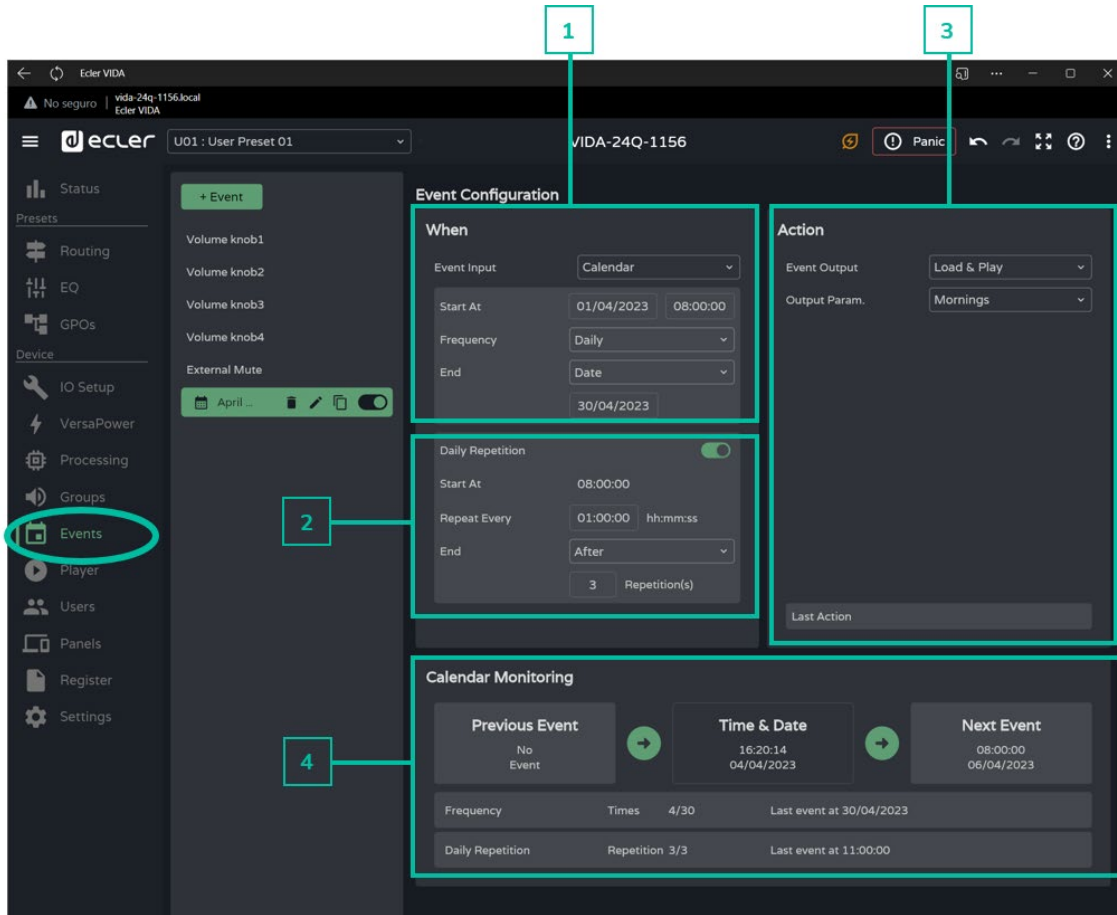 1
3
Ecler VIDA
No seguro
vida-24q-1156.local
Ecler VIDA
ecler
U01 : User Preset 01
VIDA-24Q-1156
Panic
Status
Presets
Routing
EQ
GPOs
Device
IO Setup
VersaPower
Processing
Groups
Events
Player
Users
Panels
Register
Settings
+ Event
Volume knob1
Volume knob2
Volume knob3
Volume knob4
External Mute
April ...
Event Configuration
When
Event Input Calendar
Start At 01/04/2023 08:00:00
Frequency Daily
End Date
30/04/2023
2
Daily Repetition
Start At 08:00:00
Repeat Every 01:00:00 hh:mm:ss
End After
3 Repetition(s)
Action
Event Output Load & Play
Output Param. Mornings
Last Action
4
Calendar Monitoring
Previous Event
No
Event
Time & Date
16:20:14
04/04/2023
Next Event
08:00:00
06/04/2023
Frequency Times 4/30 Last event at 30/04/2023
Daily Repetition Repetition 3/3 Last event at 11:00:00